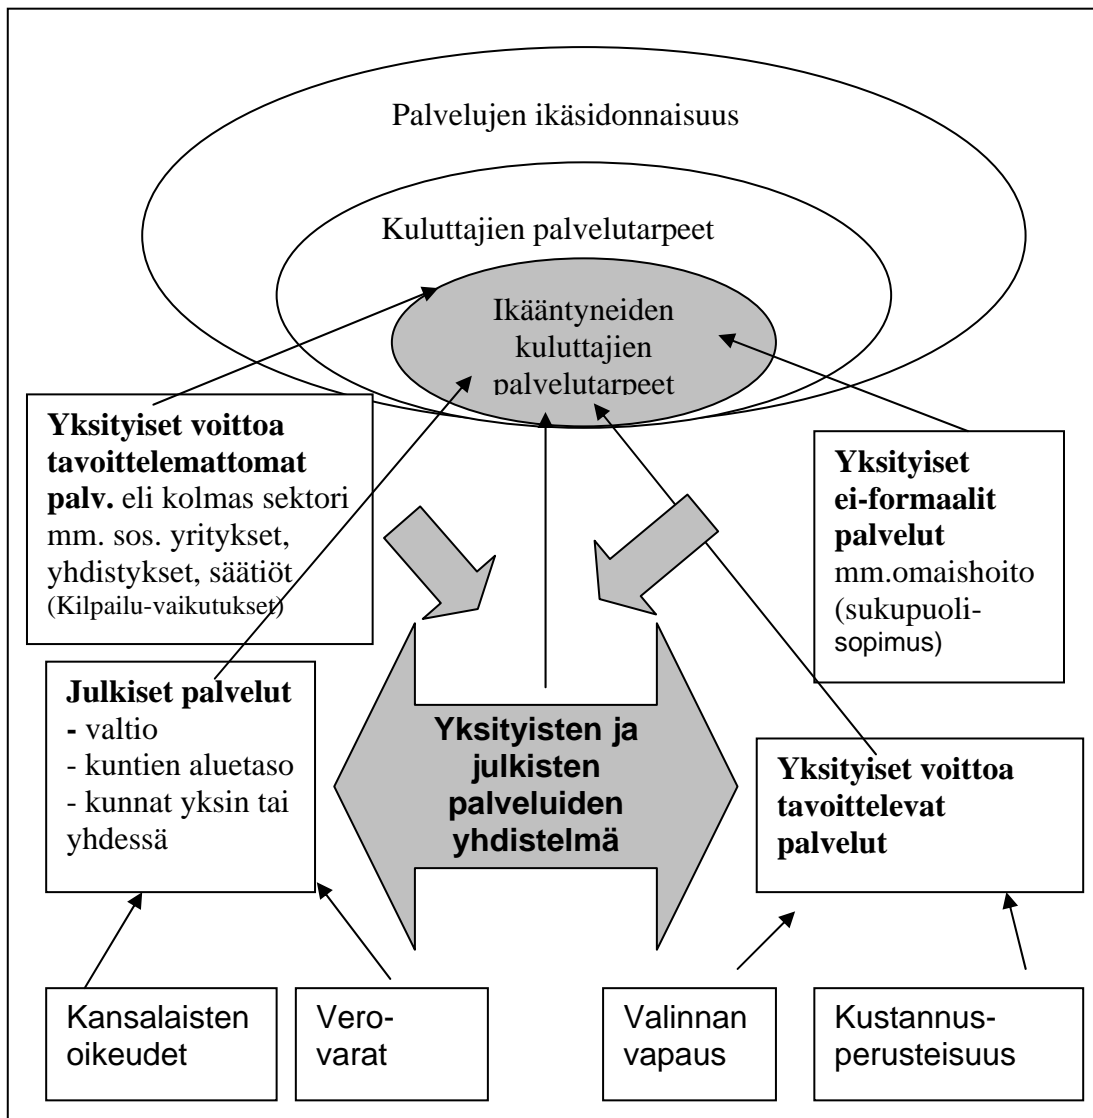 Palvelujen ikäsidonnaisuus
Kuluttajien palvelutarpeet
Ikääntyneiden
kuluttajien
palvelutarpeet
Yksityiset voittoa
tavoittelemattomat
palv. eli kolmas sektori
mm. sos. yritykset,
yhdistykset, säätiöt
(Kilpailu-vaikutukset)
Yksityiset
ei-formaalit
palvelut
mm.omaishoito
(sukupuoli-
sopimus)
Julkiset palvelut
- valtio
- kuntien aluetaso
- kunnat yksin tai
yhdessä
Yksityisten ja
julkisten
palveluiden
yhdistelmä
Yksityiset voittoa
tavoittelevat
palvelut
Kansalaisten
oikeudet
Vero-
varat
Valinnan
vapaus
Kustannus-
perusteisuus